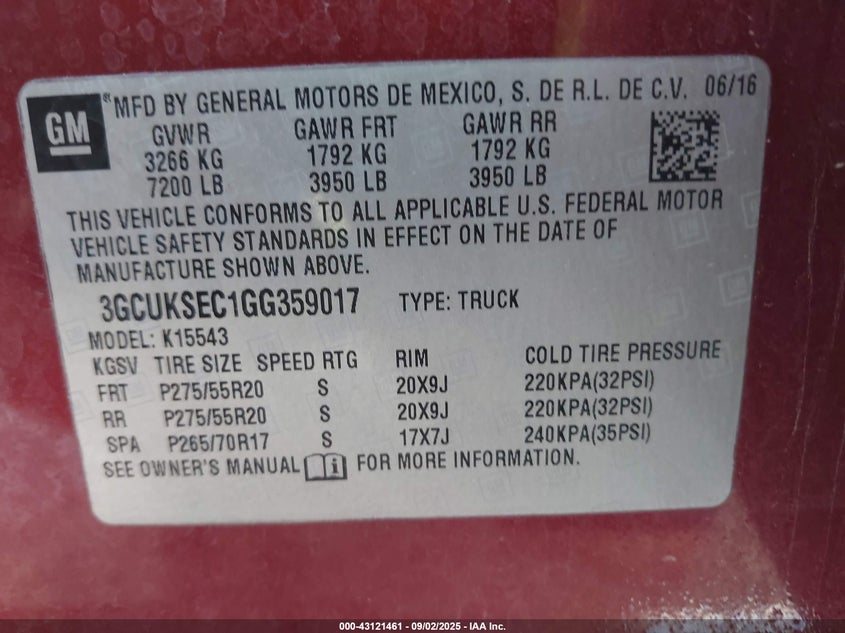 GM
MFD BY GENERAL MOTORS DE MEXICO, S. DE R.L. DE C.V. 06/16
GVWR GAWR FRT GAWR RR
3266 KG 1792 KG 1792 KG
7200 LB 3950 LB 3950 LB
THIS VEHICLE CONFORMS TO ALL APPLICABLE U.S. FEDERAL MOTOR
VEHICLE SAFETY STANDARDS IN EFFECT ON THE DATE OF
MANUFACTURE SHOWN ABOVE.
3GCUKSEC1GG359017 TYPE: TRUCK
MODEL: K15543
KGSV TIRE SIZE SPEED RTG RIM COLD TIRE PRESSURE
FRT P275/55R20 S 20X9J 220KPA(32PSI)
RR P275/55R20 S 20X9J 220KPA(32PSI)
SPA P265/70R17 S 17X7J 240KPA(35PSI)
SEE OWNER'S MANUAL FOR MORE INFORMATION.
000-43121461 - 09/02/2025 - IAA Inc.